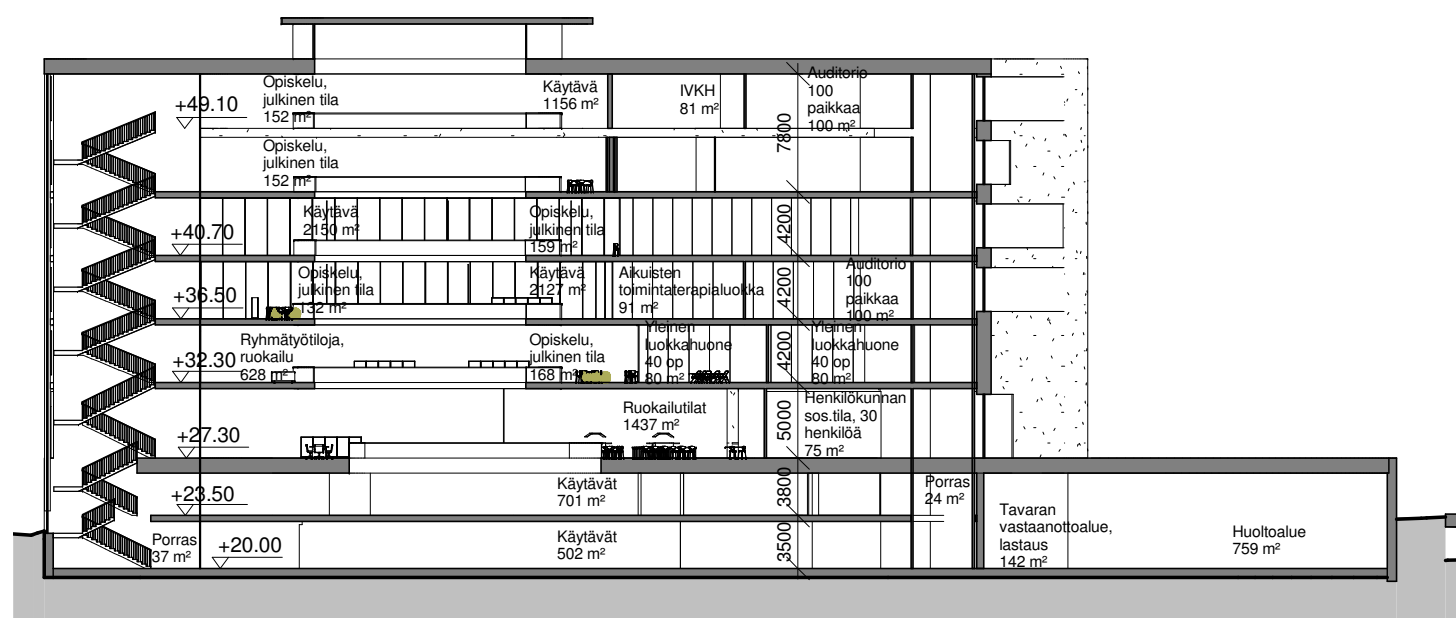 Opiskelu,
julkinen tila
152 m²
+49.10
Käytävä
1156 m²
IVKH
81 m²
Auditorio
100
paikkaa
100 m²
7800
Opiskelu,
julkinen tila
152 m²
+40.70
Käytävä
2150 m²
Opiskelu,
julkinen tila
159 m²
4200
+36.50
Opiskelu,
julkinen tila
132 m²
Käytävä
2127 m²
Aikuisten
toimintaterapialuokka
91 m²
4200
Auditorio
100
paikkaa
100 m²
+32.30
Ryhmätyötiloja,
ruokailu
628 m²
Opiskelu,
julkinen tila
168 m²
Yleinen
luokkahuone
40 op
80 m²
4200
Yleinen
luokkahuone
40 op
80 m²
+27.30
Ruokailutilat
1437 m²
5000
Henkilökunnan
sos.tila, 30
henkilöä
75 m²
+23.50
Käytävät
701 m²
3800
Porras
24 m²
Porras
37 m²
+20.00
Käytävät
502 m²
3500
Tavaran
vastaanottoalue,
lastaus
142 m²
Huoltoalue
759 m²